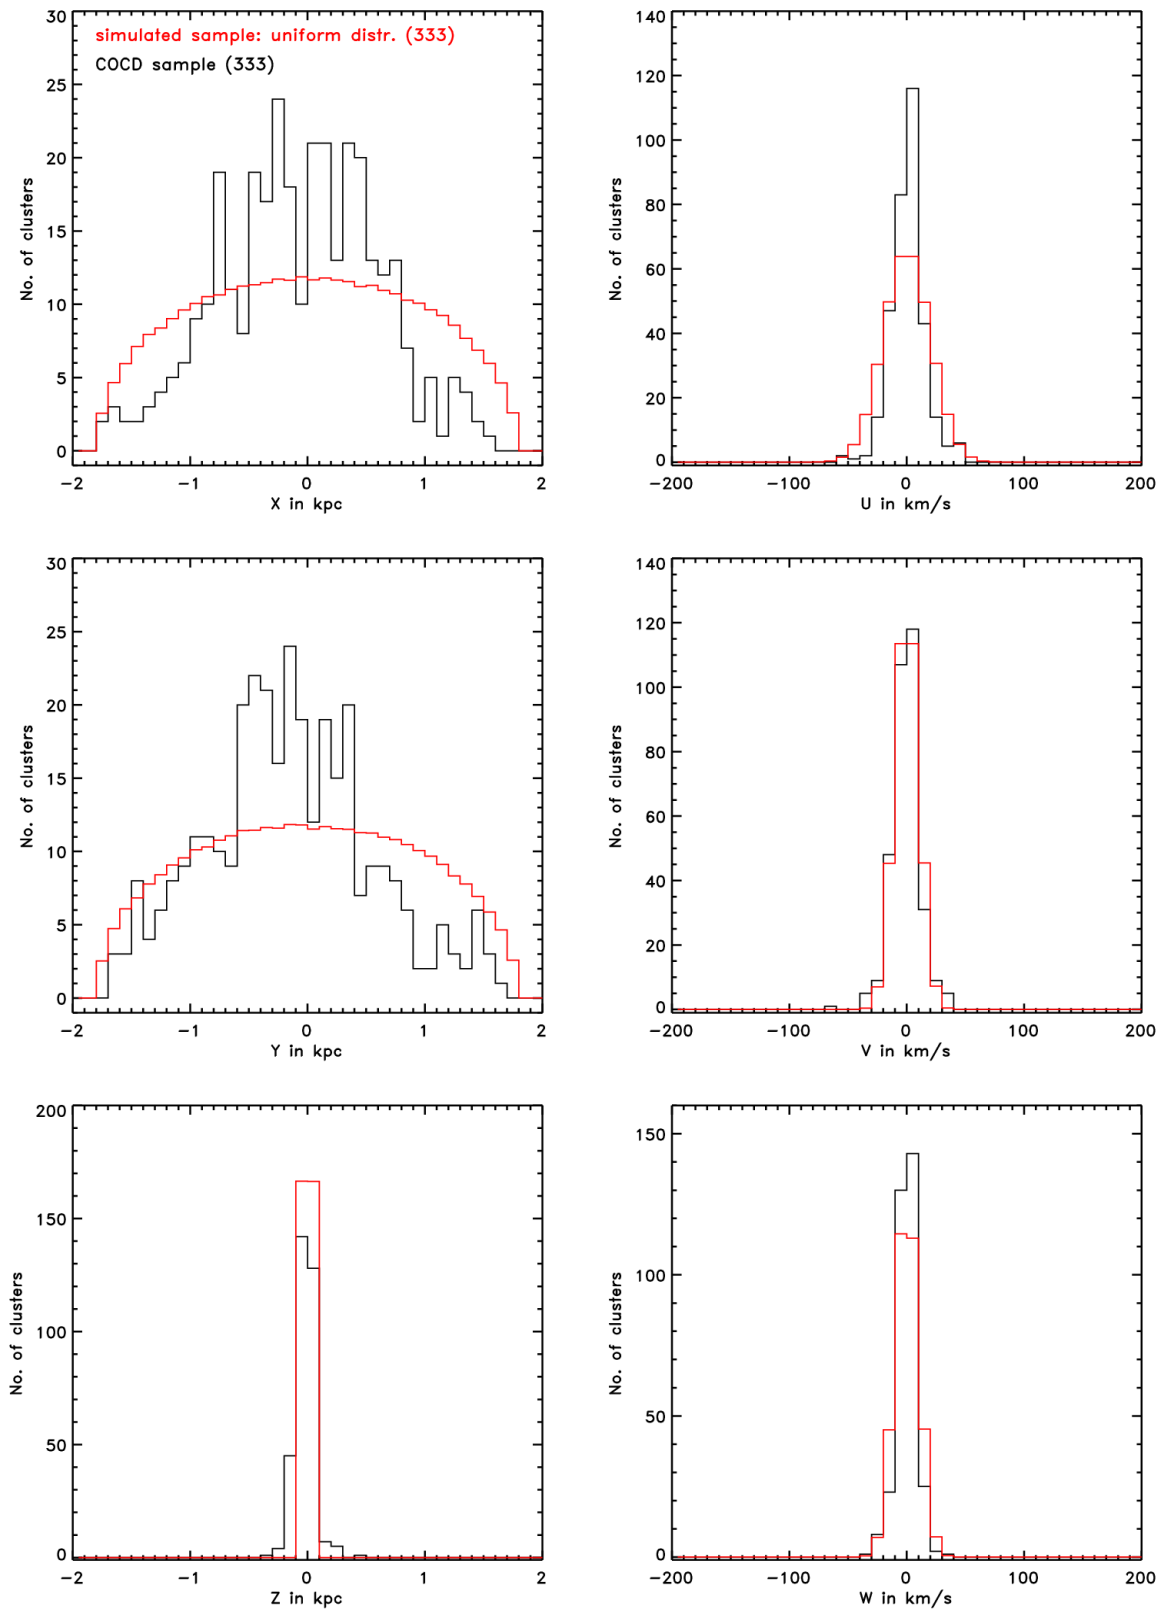 30
simulated sample: uniform distr. (333)
COCD sample (333)
25
20
15
10
5
0
No. of clusters
−2 −1 0 1 2
X in kpc
140
120
100
80
60
40
20
0
No. of clusters
−200 −100 0 100 200
U in km/s
30
25
20
15
10
5
0
No. of clusters
−2 −1 0 1 2
Y in kpc
140
120
100
80
60
40
20
0
No. of clusters
−200 −100 0 100 200
V in km/s
200
150
100
50
0
No. of clusters
−2 −1 0 1 2
Z in kpc
150
100
50
0
No. of clusters
−200 −100 0 100 200
W in km/s